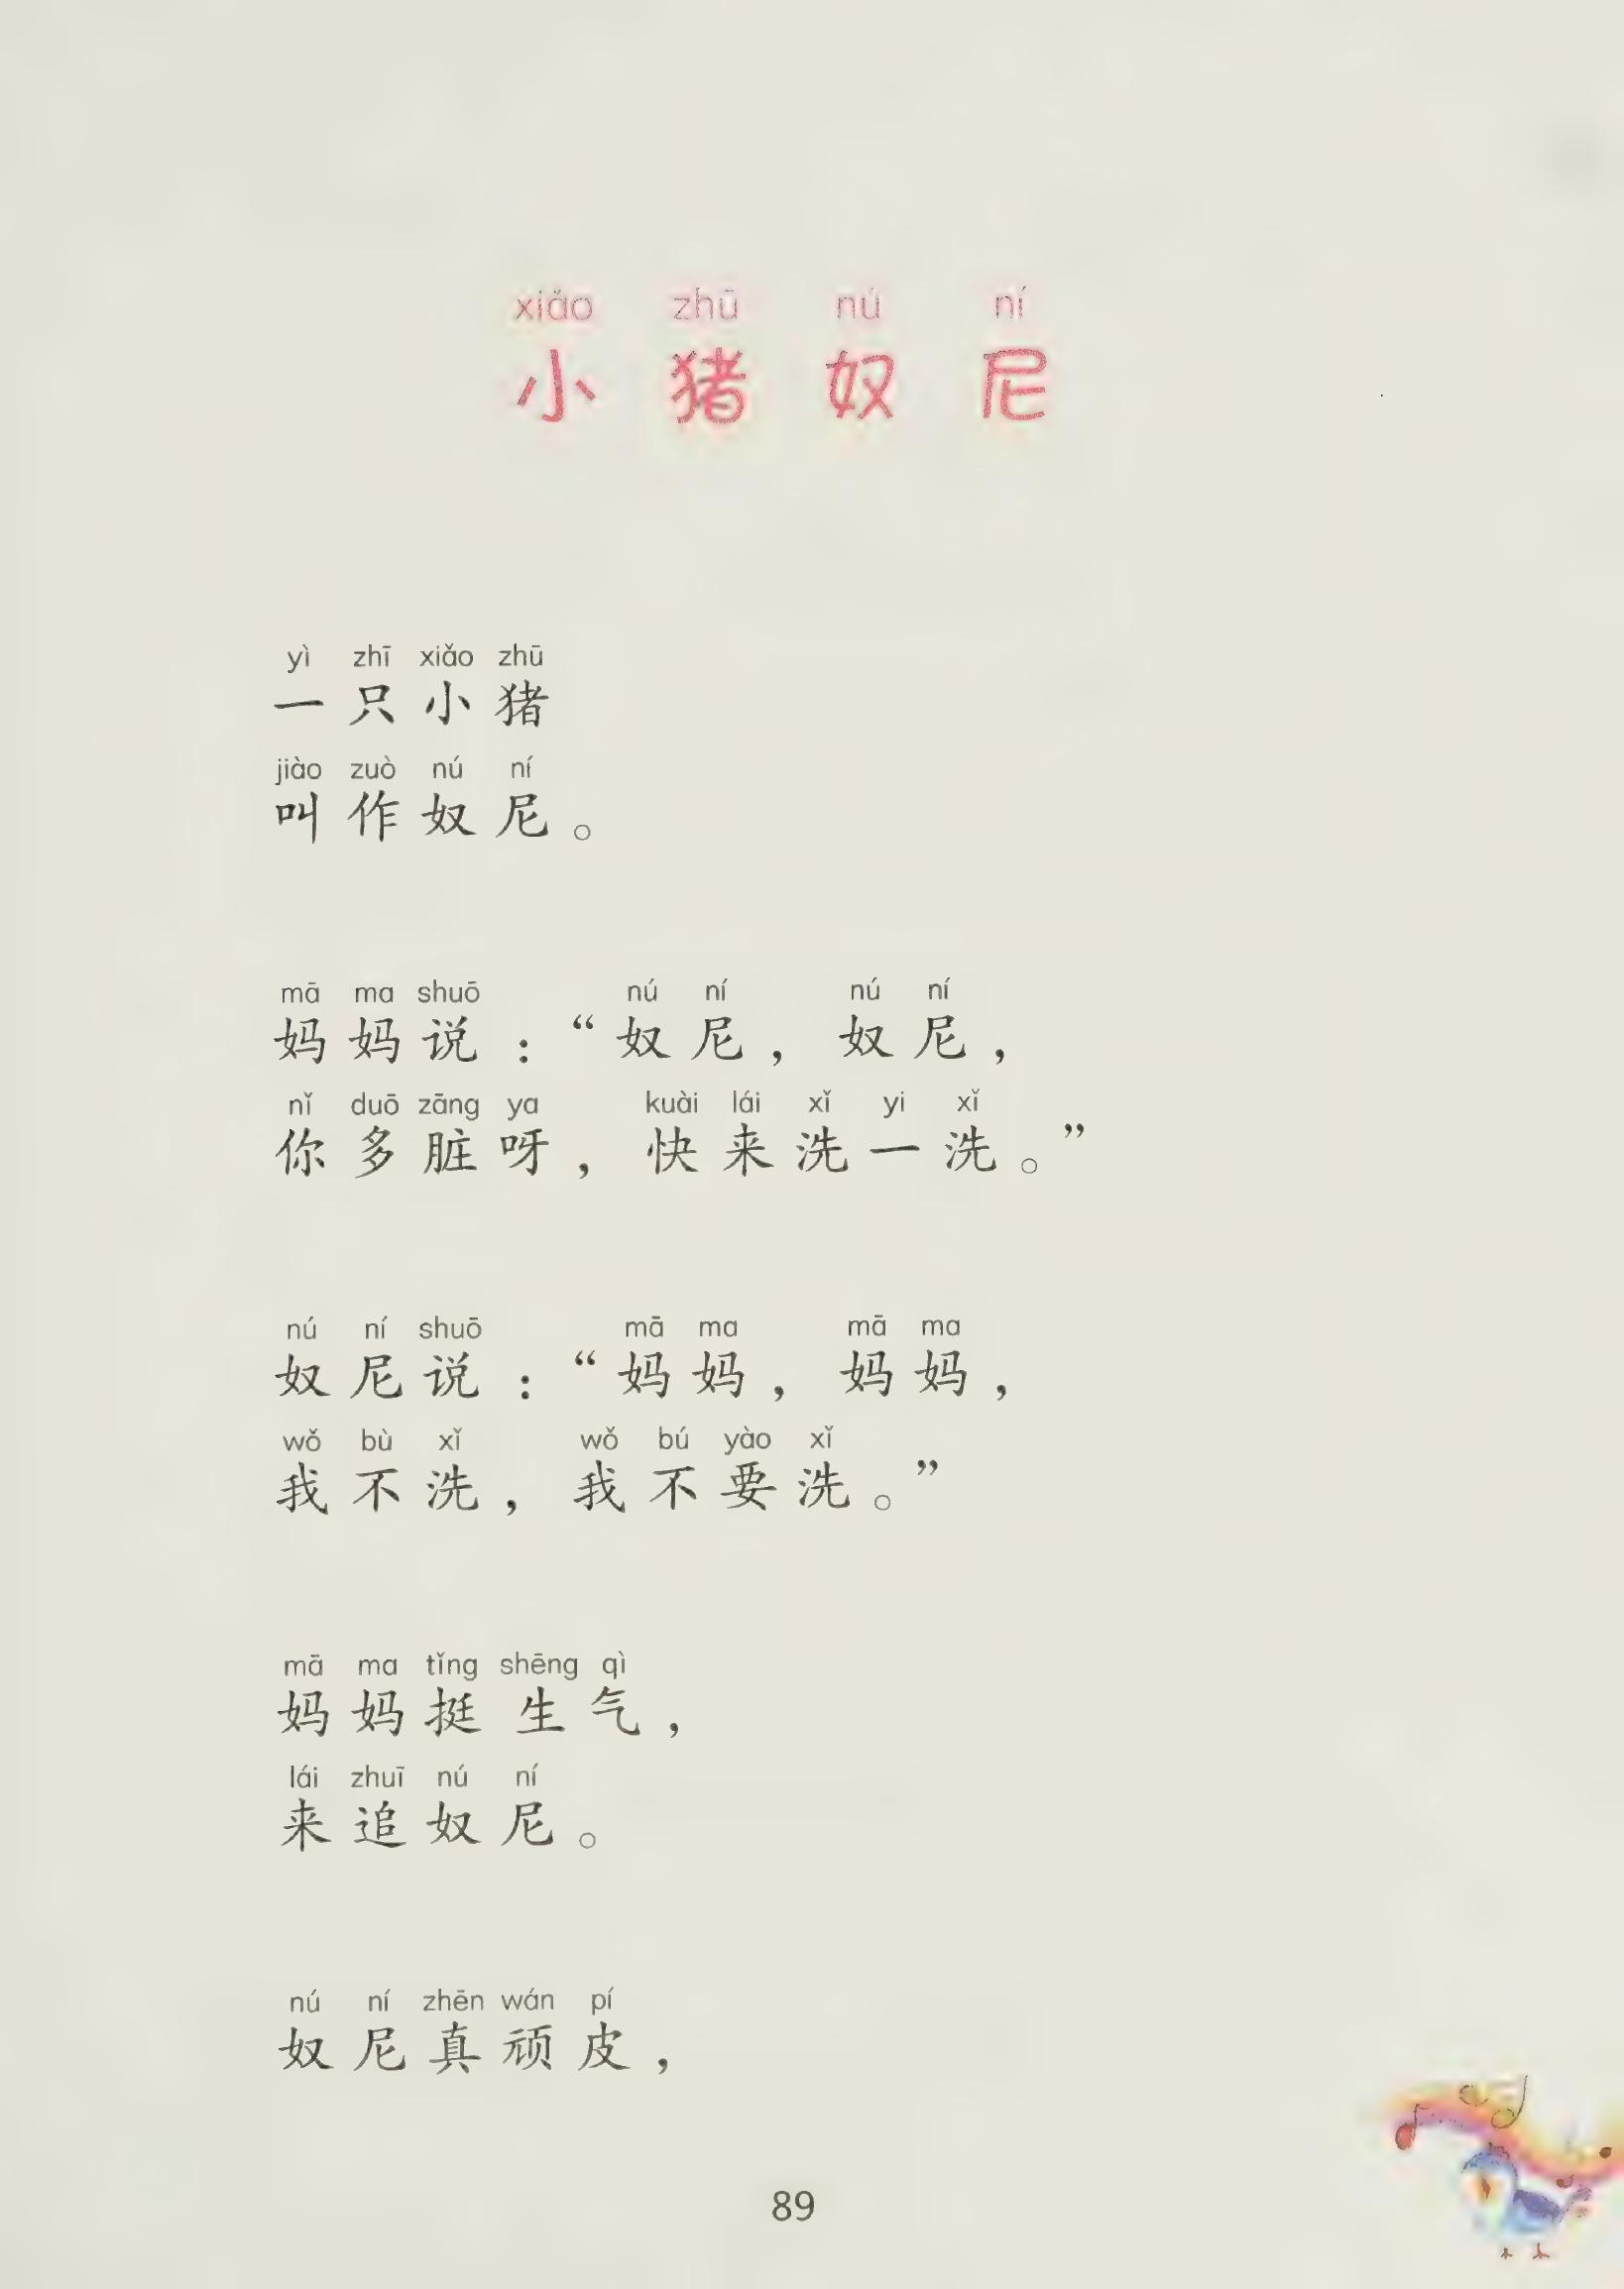 xiǎo zhū nú ní
小猪奴尼
yì zhī xiǎo zhū
一只小猪
jiào zuò nú ní
叫作奴尼。
mā ma shuō nú ní nú ní
妈妈说：“奴尼，奴尼，
nǐ duō zāng ya kuài lái xǐ yi xǐ
你多脏呀，快来洗一洗。”
nú ní shuō mā ma mā ma
奴尼说：“妈妈，妈妈，
wǒ bù xǐ wǒ bú yào xǐ
我不洗，我不要洗。”
mā ma tǐng shēng qì
妈妈挺生气，
lái zhuī nú ní
来追奴尼。
nú ní zhēn wán pí
奴尼真顽皮，
89